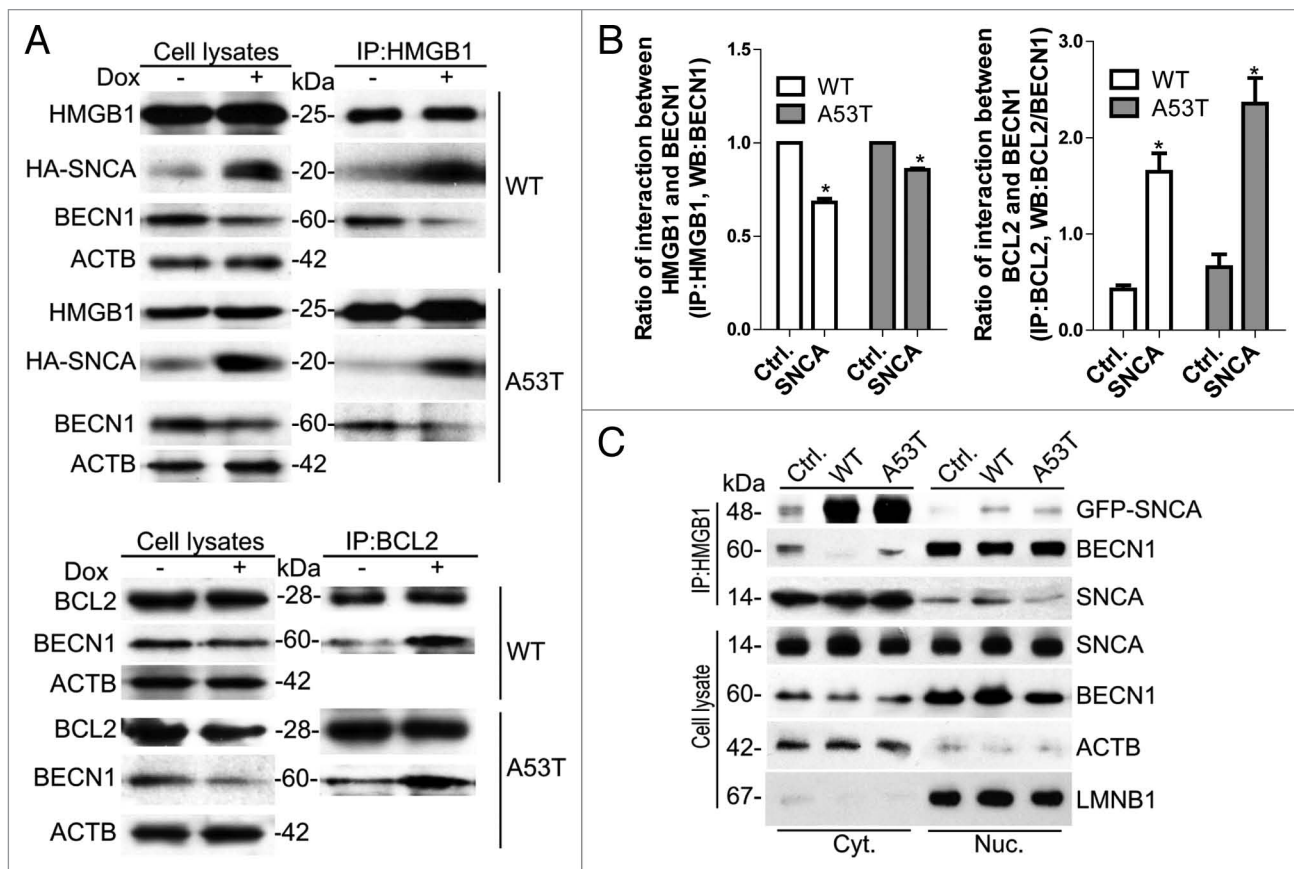 A
Cell lysates IP:HMGB1
Dox - + kDa - +
HMGB1 -25-
HA-SNCA -20-
BECN1 -60-
ACTB -42
WT
HMGB1 -25-
HA-SNCA -20-
BECN1 -60-
ACTB -42
A53T
Cell lysates IP:BCL2
Dox - + kDa - +
BCL2 -28-
BECN1 -60-
ACTB -42
WT
BCL2 -28-
BECN1 -60-
ACTB -42
A53T
B
Ratio of interaction between
HMGB1 and BECN1
(IP:HMGB1, WB:BECN1)
1.5
1.0
0.5
0.0
WT
A53T
*
*
Ctrl.
SNCA
Ctrl.
SNCA
Ratio of interaction between
BCL2 and BECN1
(IP:BCL2, WB:BCL2/BECN1)
3.0
2.0
1.0
0.0
WT
A53T
*
*
Ctrl.
SNCA
Ctrl.
SNCA
C
kDa Ctrl. WT A53T Ctrl. WT A53T
IP:HMGB1
48- GFP-SNCA
60- BECN1
14- SNCA
Cell lysate
14- SNCA
60- BECN1
42- ACTB
67- LMNB1
Cyt. Nuc.